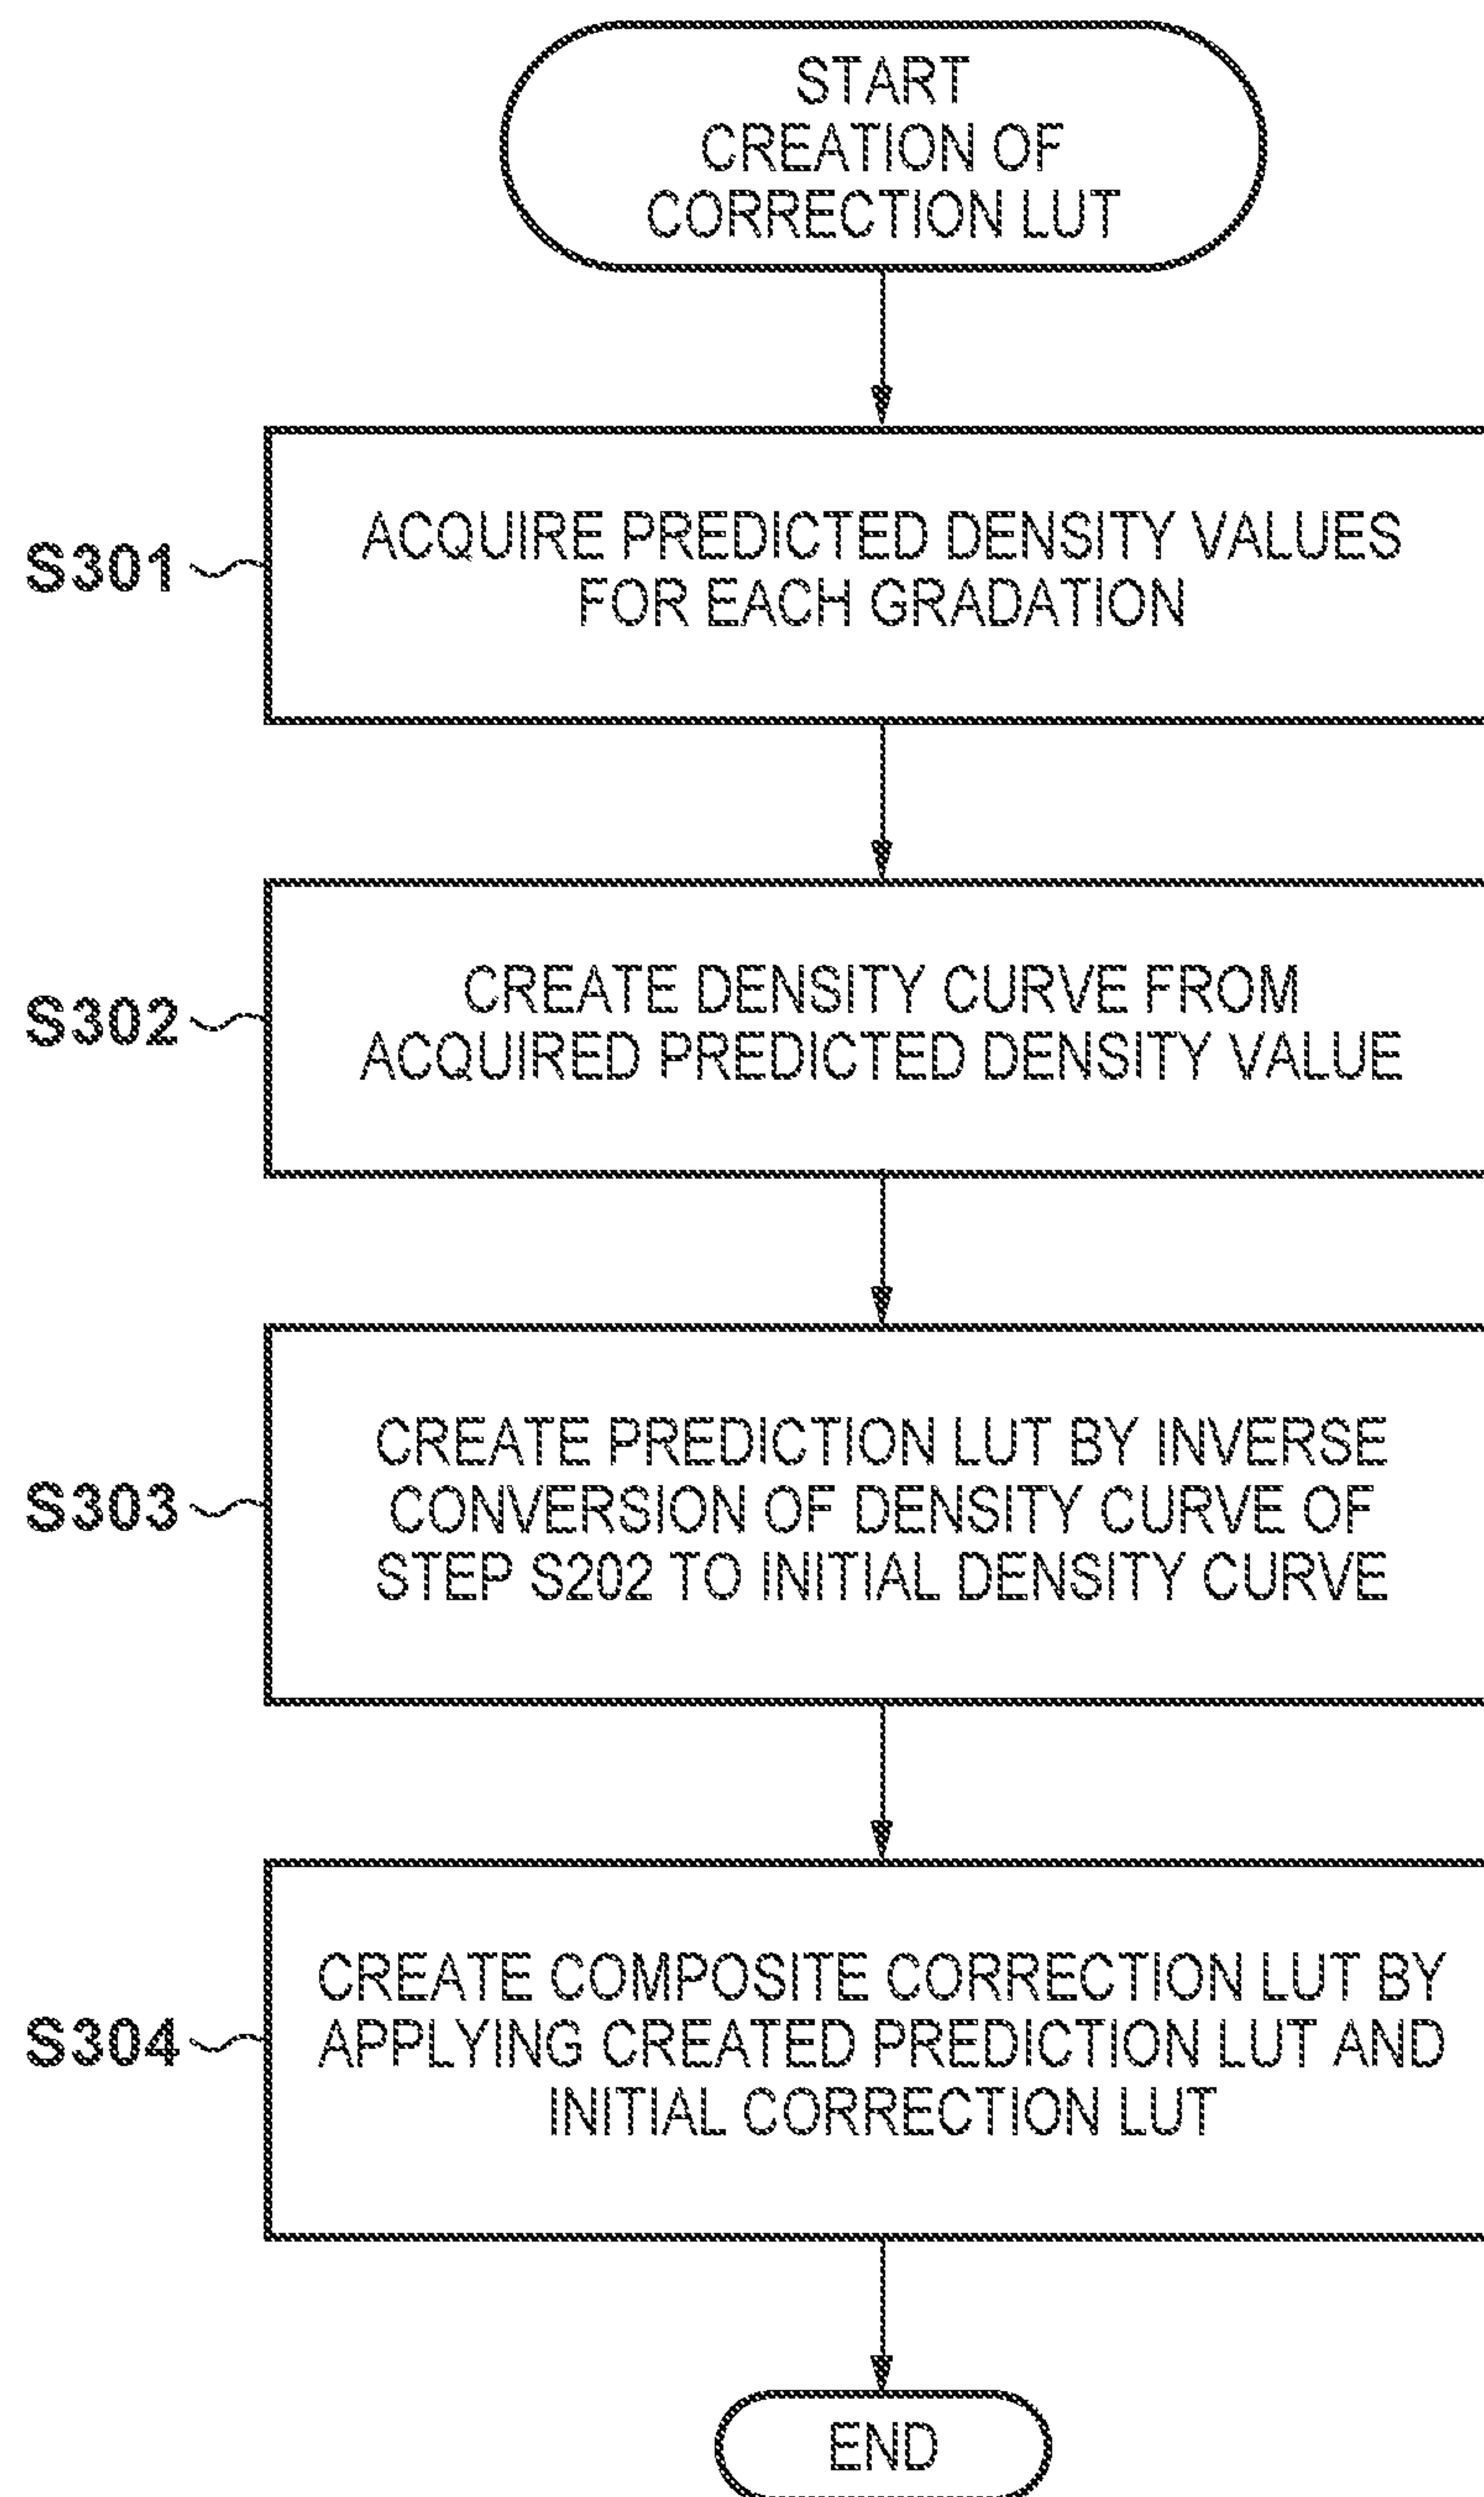 START
CREATION OF
CORRECTION LUT
S301
ACQUIRE PREDICTED DENSITY VALUES
FOR EACH GRADATION
S302
CREATE DENSITY CURVE FROM
ACQUIRED PREDICTED DENSITY VALUE
S303
CREATE PREDICTION LUT BY INVERSE
CONVERSION OF DENSITY CURVE OF
STEP S202 TO INITIAL DENSITY CURVE
S304
CREATE COMPOSITE CORRECTION LUT BY
APPLYING CREATED PREDICTION LUT AND
INITIAL CORRECTION LUT
END